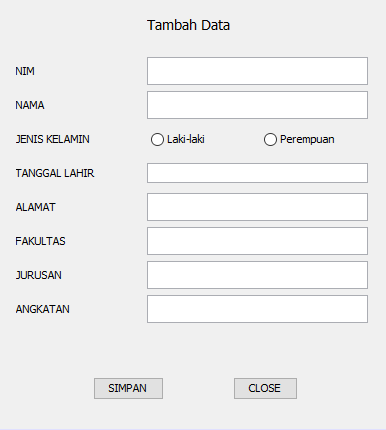 Tambah Data
NIM
NAMA
JENIS KELAMIN Laki-laki Perempuan
TANGGAL LAHIR
ALAMAT
FAKULTAS
JURUSAN
ANGKATAN
SIMPAN CLOSE